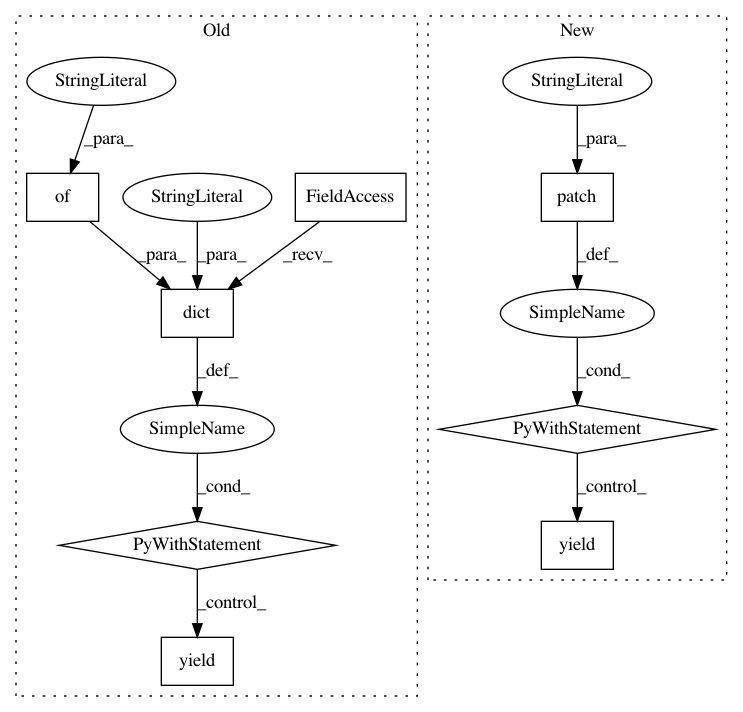 Old
New
StringLiteral
StringLiteral
_para_
_para_
of
StringLiteral
FieldAccess
patch
_para_
_para_
_recv_
_def_
dict
SimpleName
_def_
_cond_
SimpleName
PyWithStatement
_cond_
_control_
PyWithStatement
yield
_control_
yield